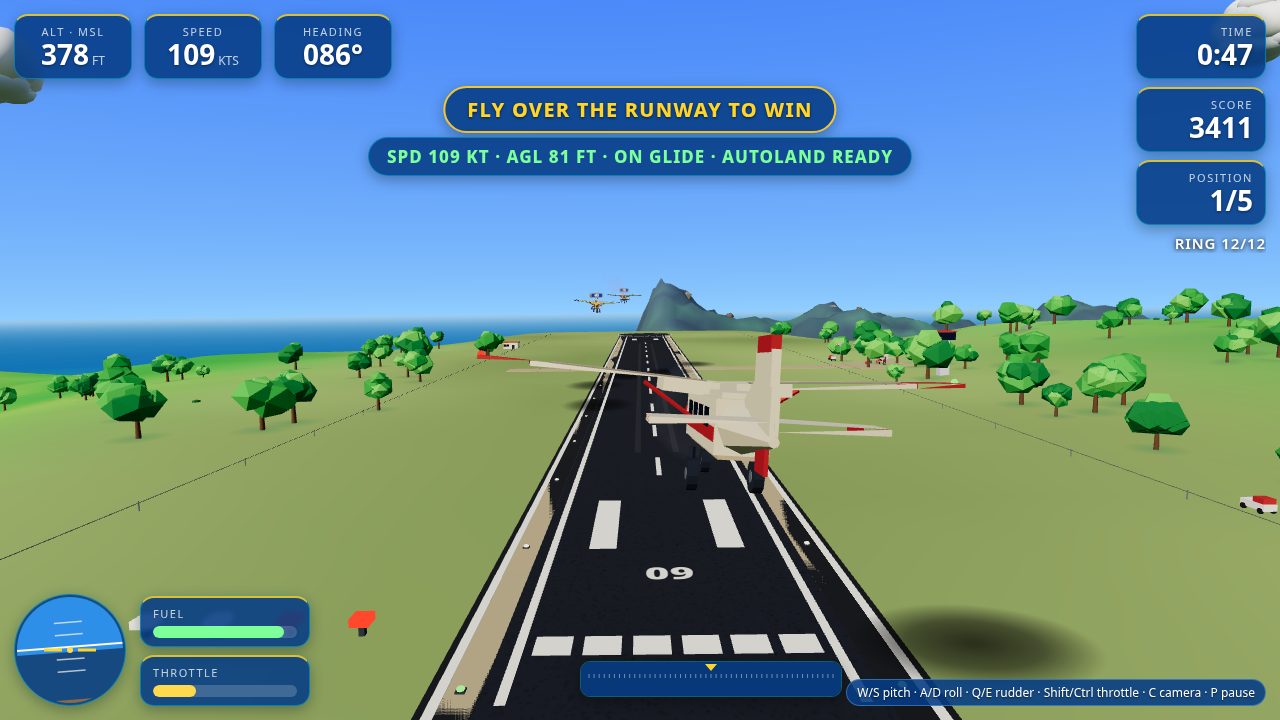 ALT · MSL
378 FT
SPEED
109 KTS
HEADING
086°
TIME
0:47
FLY OVER THE RUNWAY TO WIN
SPD 109 KT · AGL 81 FT · ON GLIDE · AUTOLAND READY
SCORE
3411
POSITION
1/5
RING 12/12
09
FUEL
THROTTLE
W/S pitch · A/D roll · Q/E rudder · Shift/Ctrl throttle · C camera · P pause